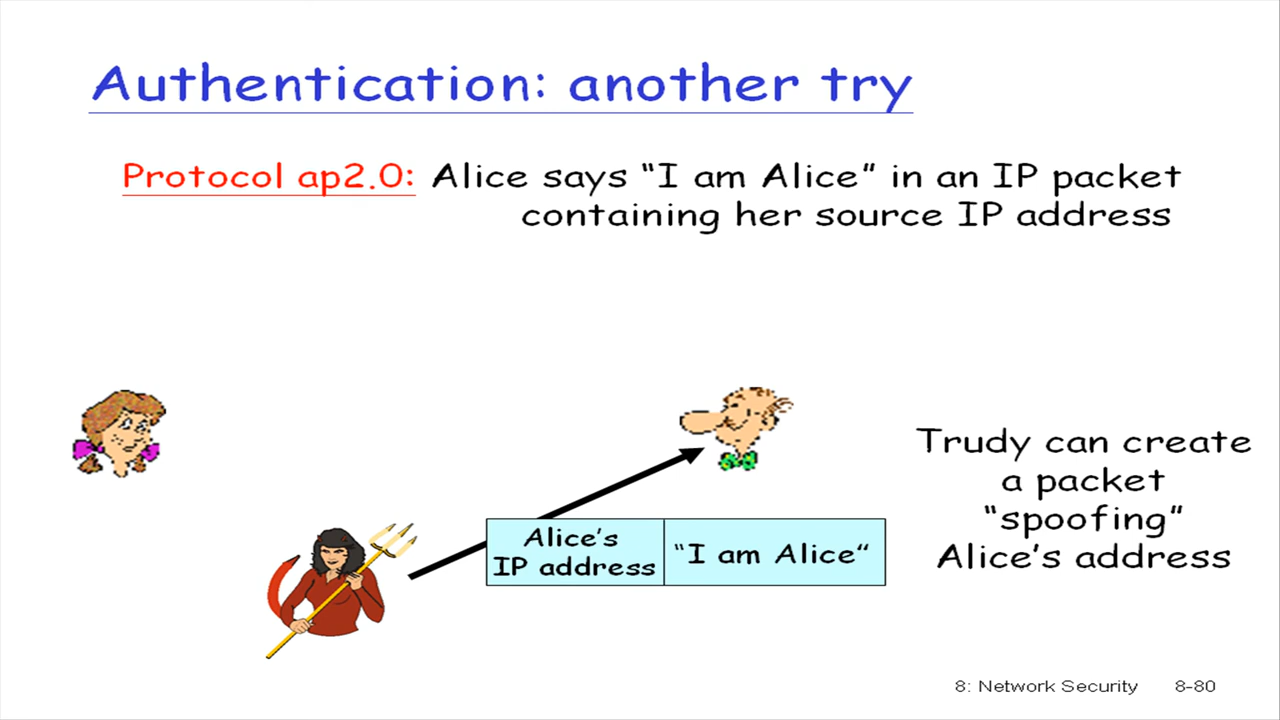 Authentication: another try
Protocol ap2.0: Alice says “I am Alice” in an IP packet
containing her source IP address
Trudy can create
a packet
“spoofing”
Alice’s address
Alice’s
IP address
“I am Alice”
8: Network Security 8-80